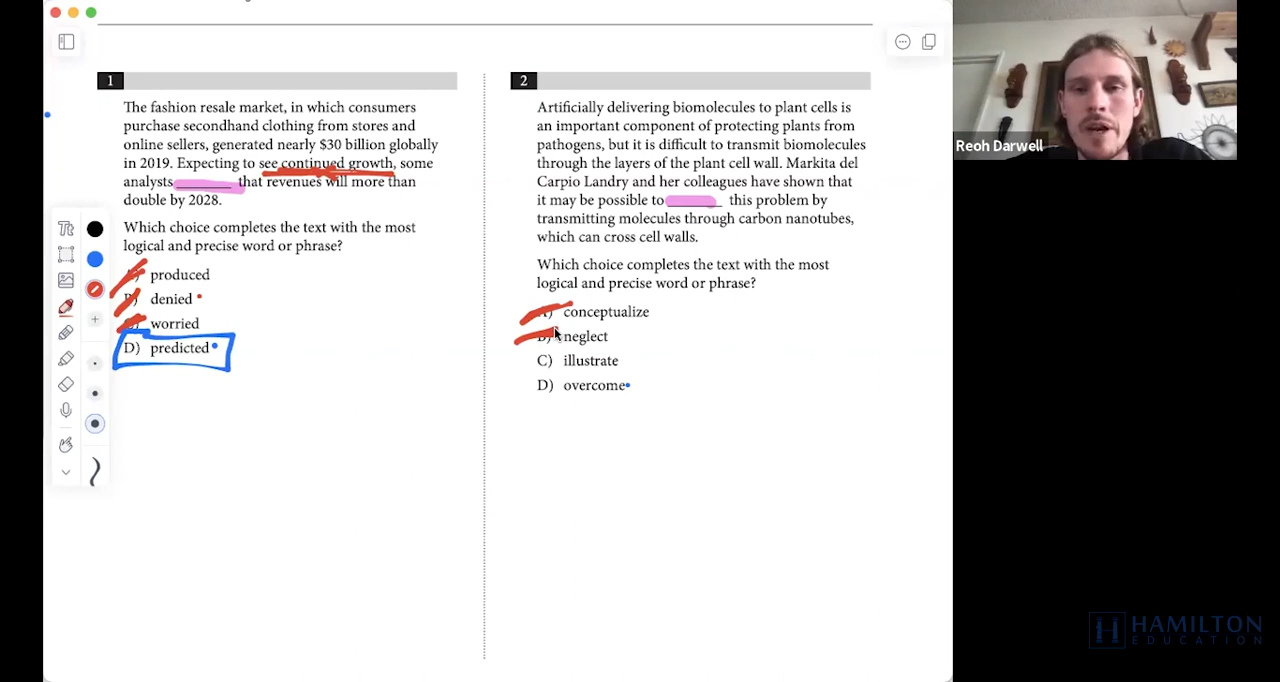 1
The fashion resale market, in which consumers
purchase secondhand clothing from stores and
online sellers, generated nearly $30 billion globally
in 2019. Expecting to see continued growth, some
analysts ______ that revenues will more than
double by 2028.
Which choice completes the text with the most
logical and precise word or phrase?
A) produced
B) denied
worried
D) predicted
2
Artificially delivering biomolecules to plant cells is
an important component of protecting plants from
pathogens, but it is difficult to transmit biomolecules
through the layers of the plant cell wall. Markita del
Carpio Landry and her colleagues have shown that
it may be possible to ______ this problem by
transmitting molecules through carbon nanotubes,
which can cross cell walls.
Which choice completes the text with the most
logical and precise word or phrase?
A) conceptualize
B) neglect
C) illustrate
D) overcome
Reoh Darwell
Tt
HAMILTON
EDUCATION